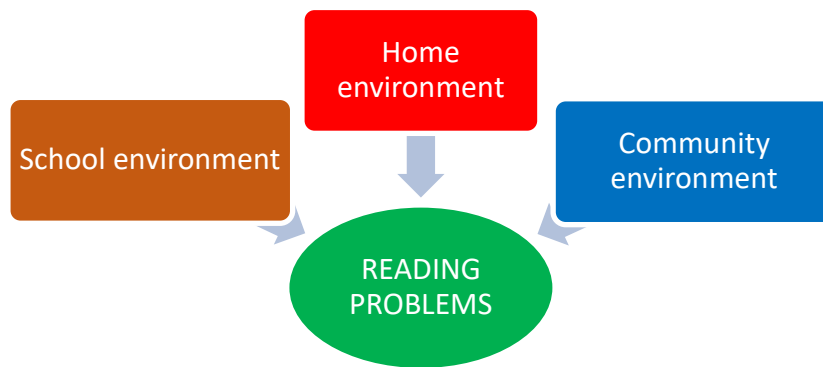 Home
environment
School environment
Community
environment
READING
PROBLEMS